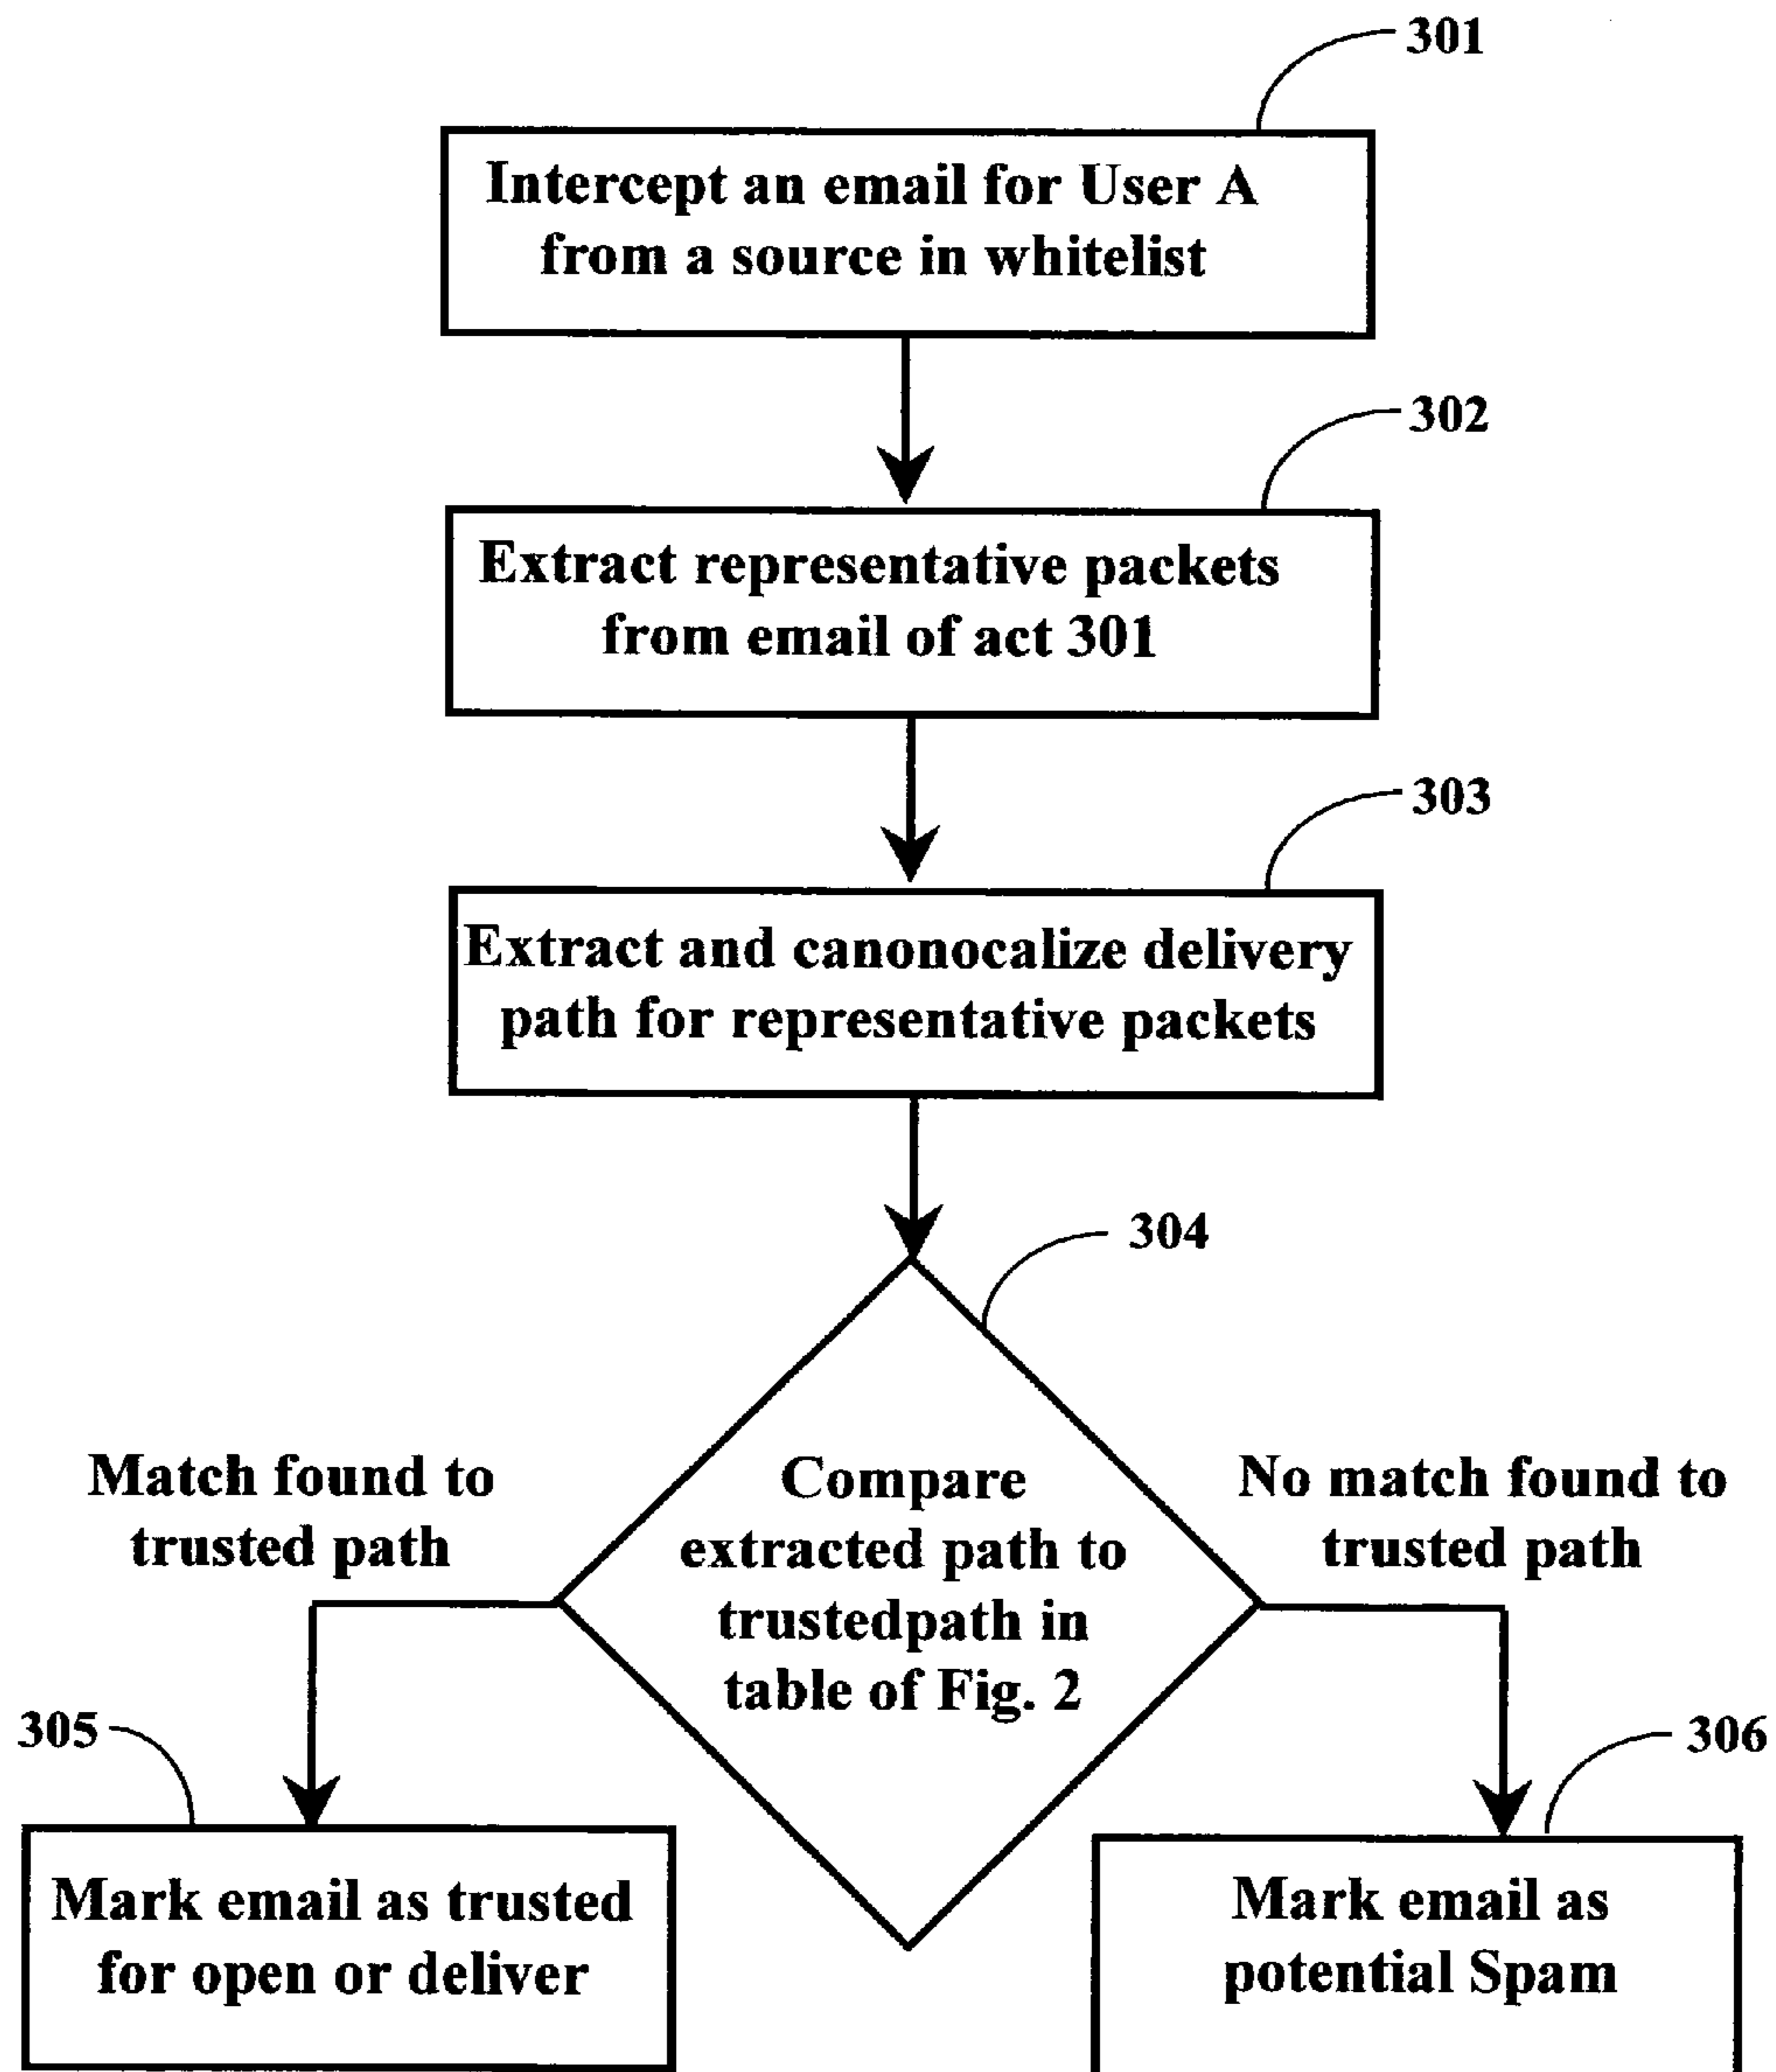 301
Intercept an email for User A
from a source in whitelist
302
Extract representative packets
from email of act 301
303
Extract and canonocalize delivery
path for representative packets
304
Match found to
trusted path
Compare
extracted path to
trustedpath in
table of Fig. 2
No match found to
trusted path
305
306
Mark email as trusted
for open or deliver
Mark email as
potential Spam